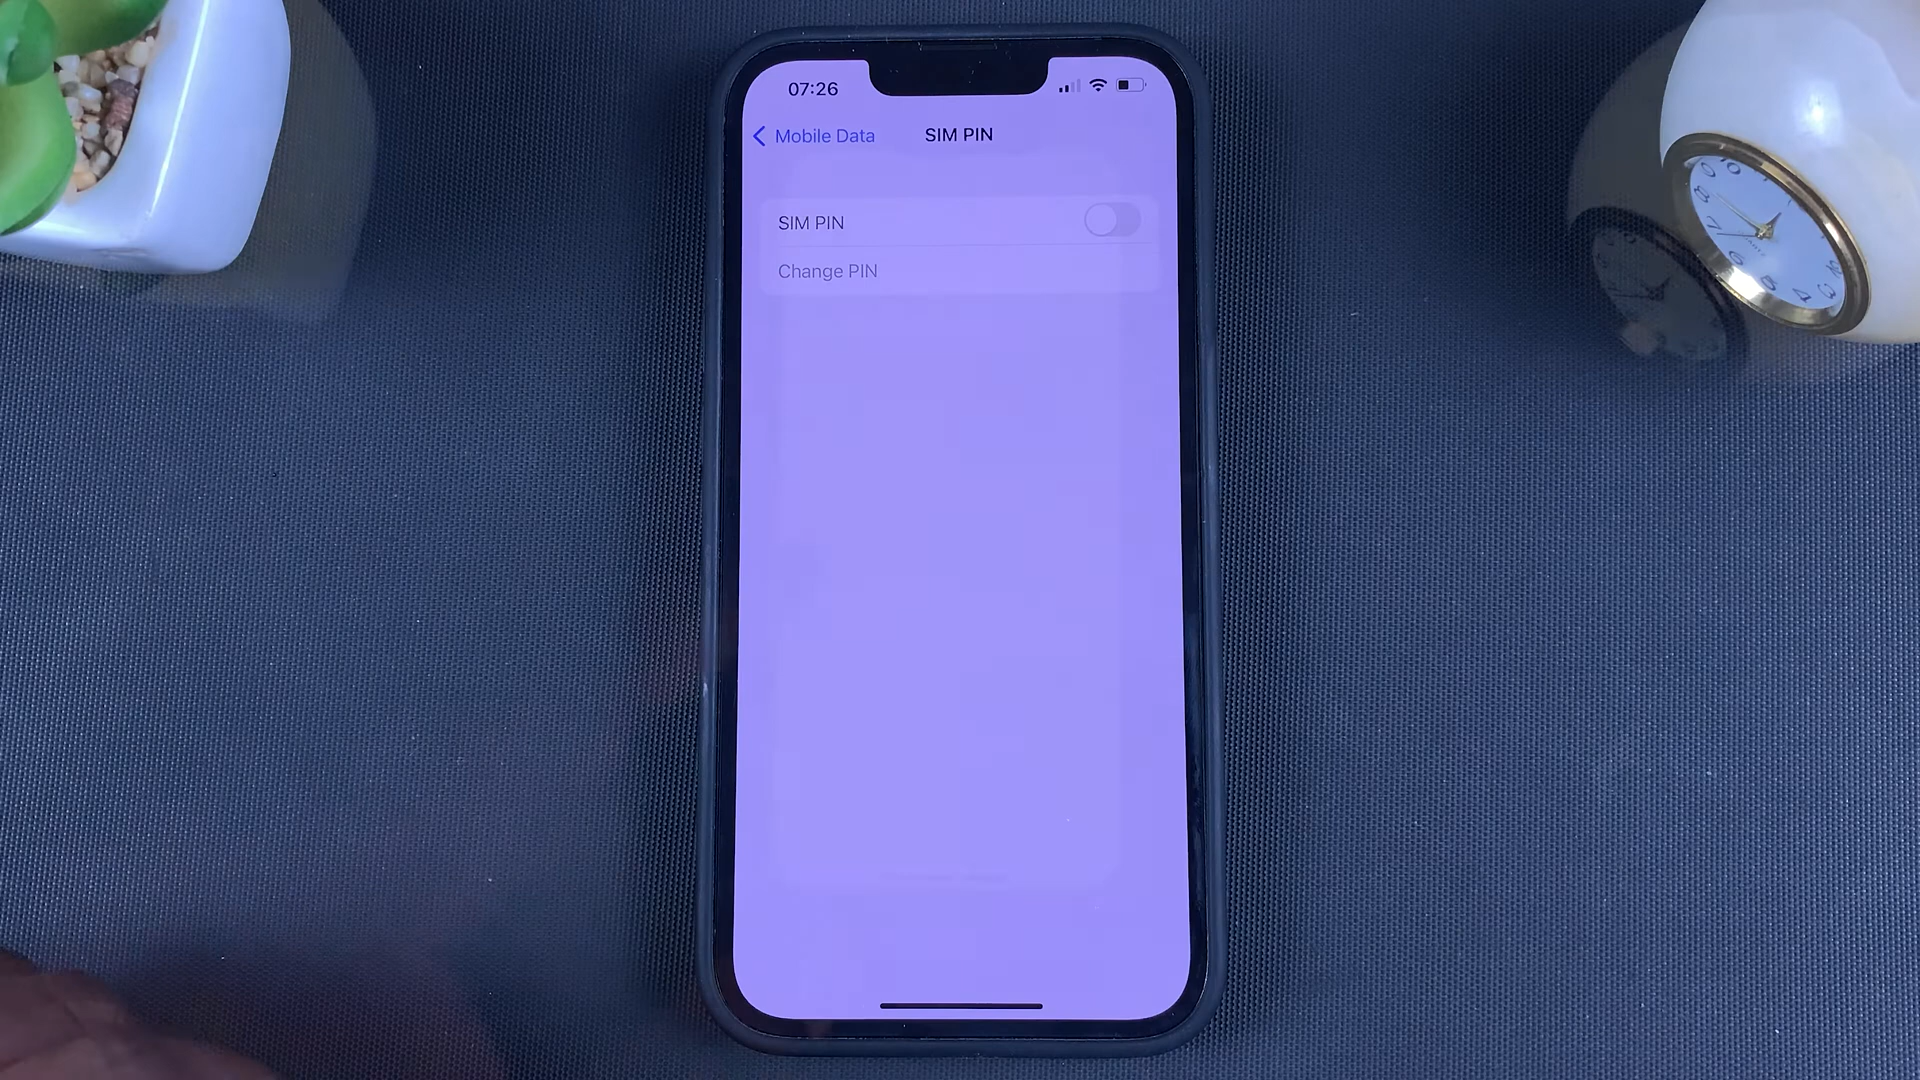 07:26
Mobile Data
SIM PIN
SIM PIN
Change PIN